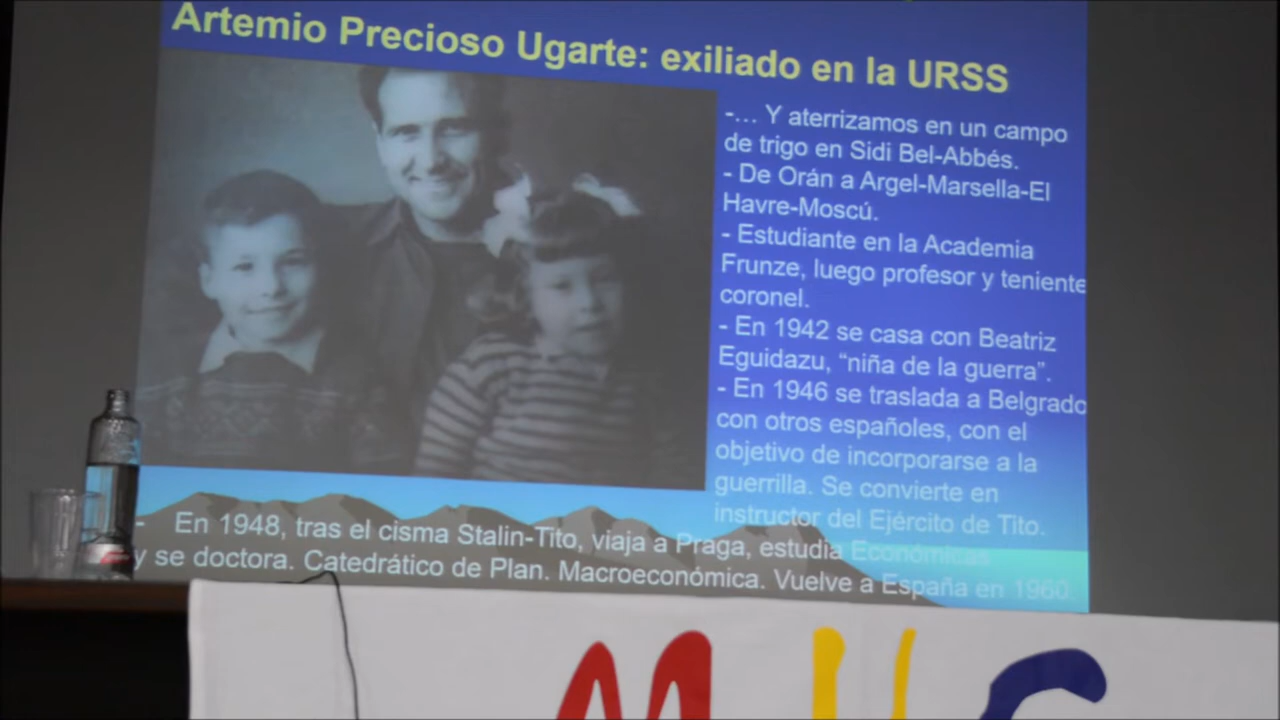 Artemio Precioso Ugarte: exiliado en la URSS
-... Y aterrizamos en un campo
de trigo en Sidi Bel-Abbés.
- De Orán a Argel-Marsella-El
Havre-Moscú.
- Estudiante en la Academia
Frunze, luego profesor y teniente
coronel.
- En 1942 se casa con Beatriz
Eguidazu, “niña de la guerra”.
- En 1946 se traslada a Belgrado
con otros españoles, con el
objetivo de incorporarse a la
guerrilla. Se convierte en
instructor del Ejército de Tito.
- En 1948, tras el cisma Stalin-Tito, viaja a Praga, estudia Económicas
y se doctora. Catedrático de Plan. Macroeconómica. Vuelve a España en 1960.